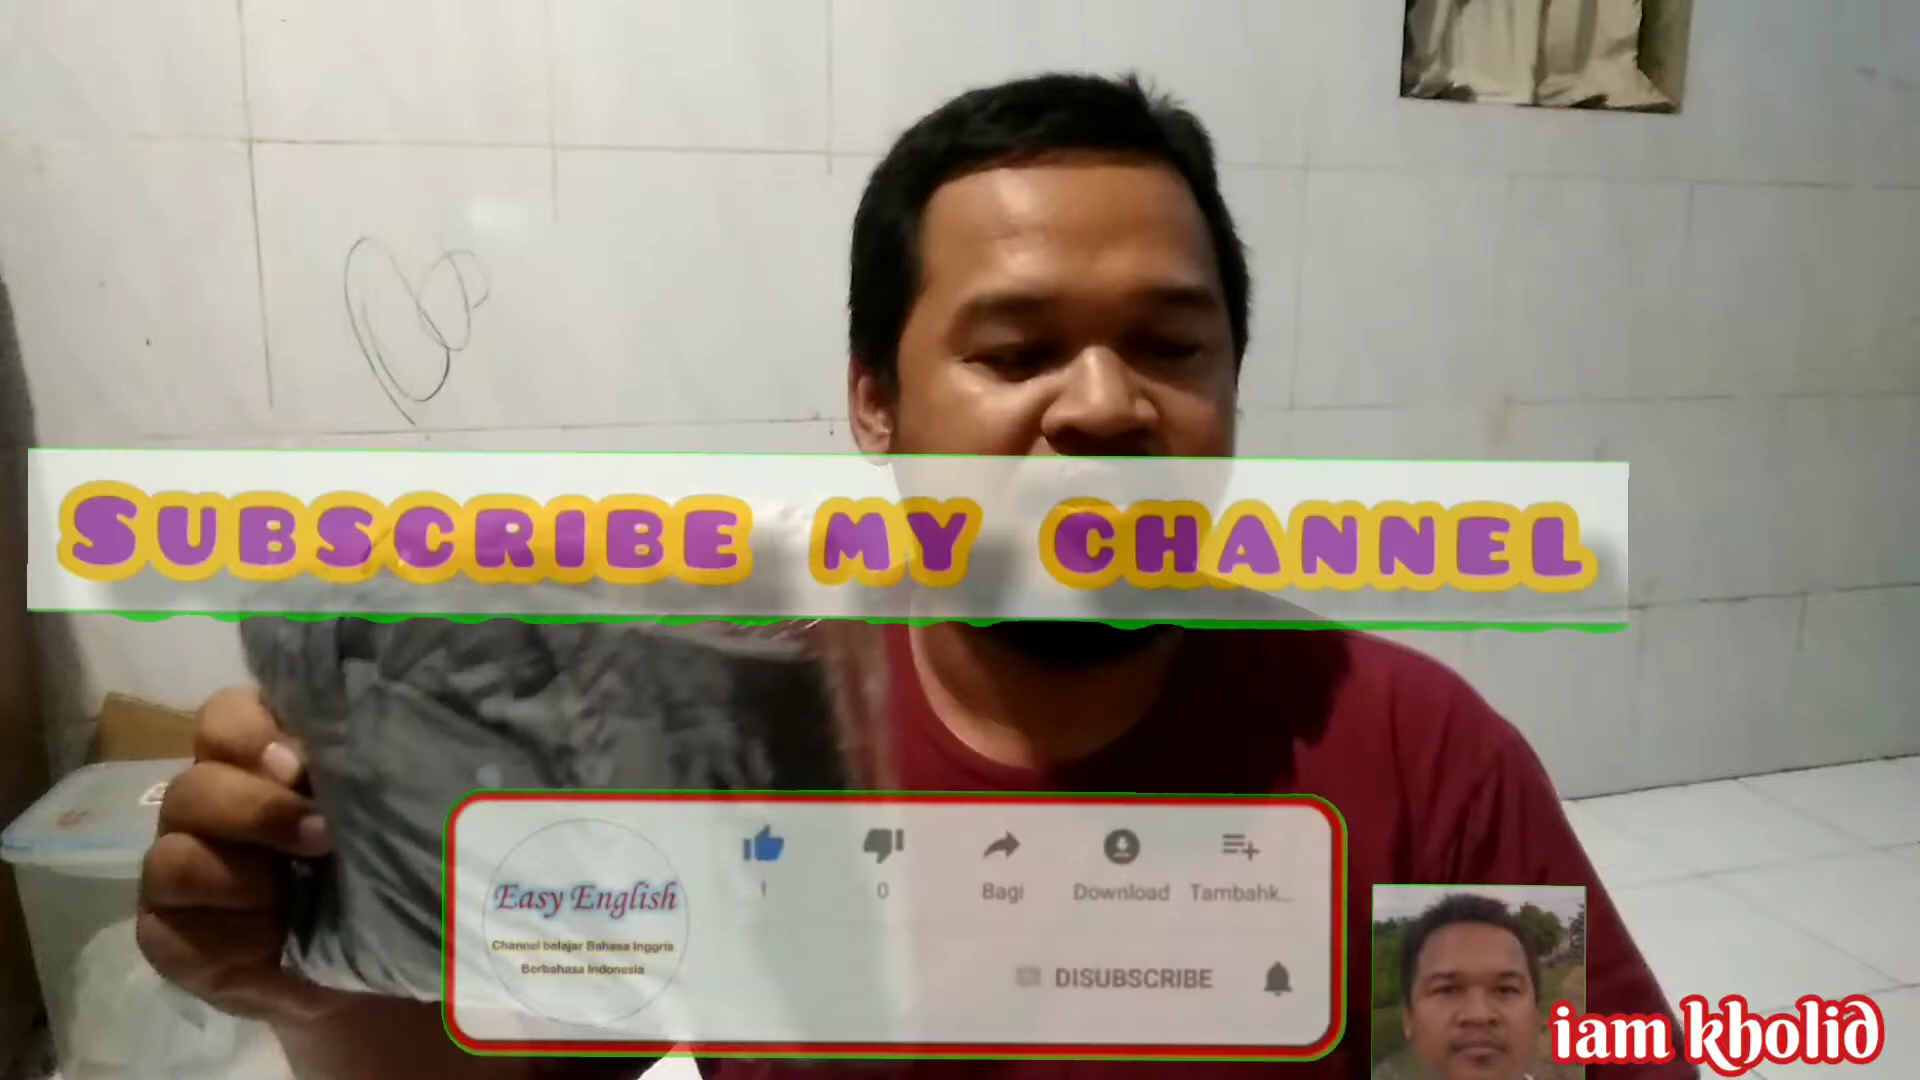 SUBSCRIBE MY CHANNEL
Easy English
Channel belajar Bahasa Inggris
Berbahasa Indonesia
1
0
Bagi
Download
Tambahk...
DISUBSCRIBE
iam kholid